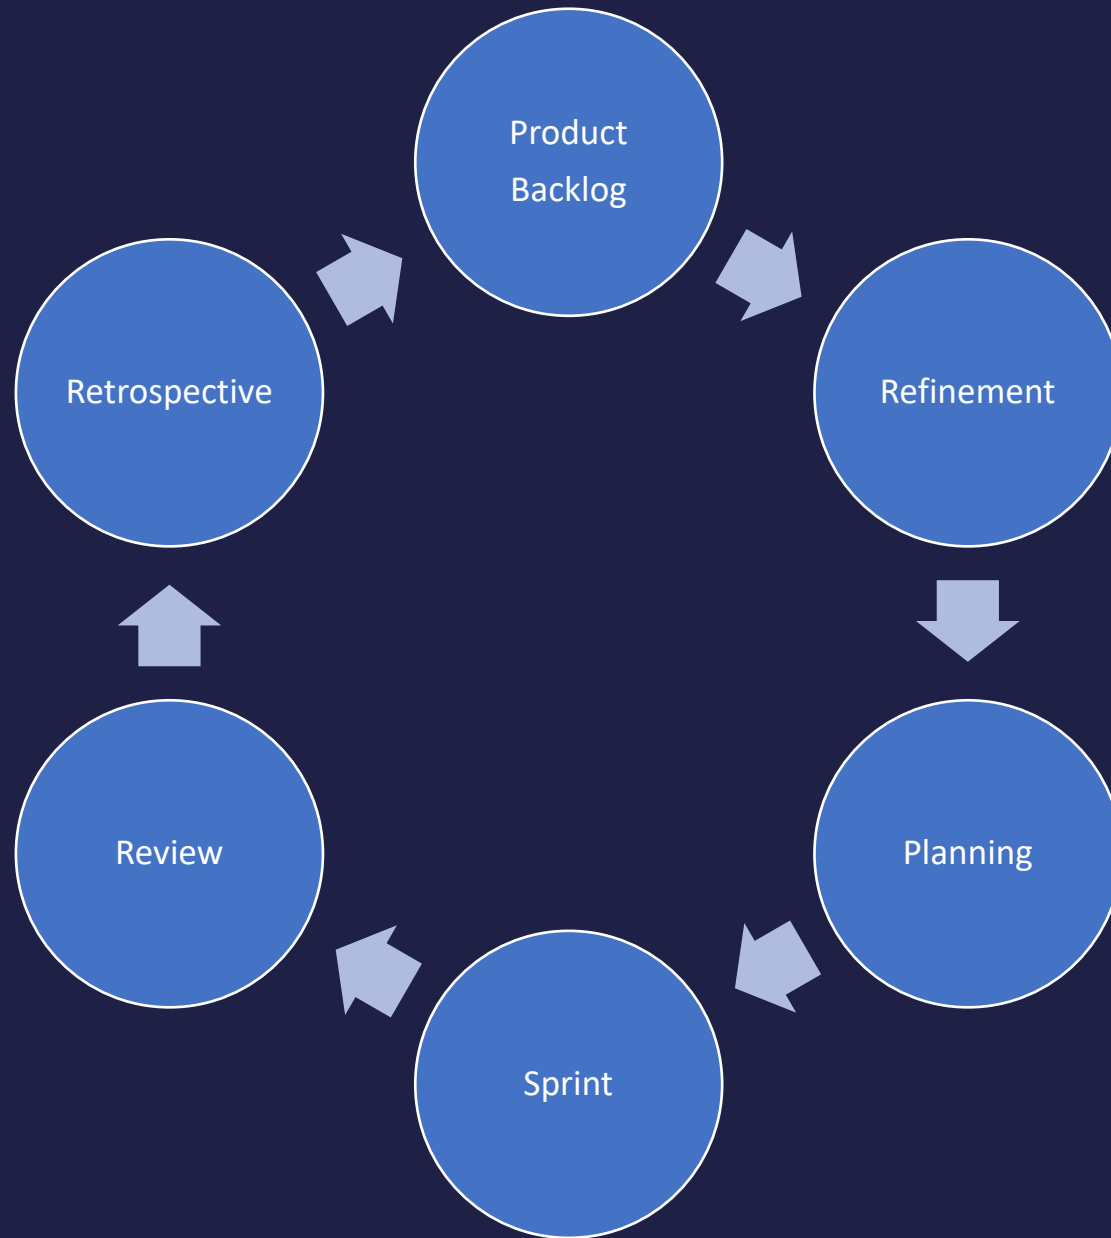 Product
Backlog
Refinement
Planning
Sprint
Review
Retrospective